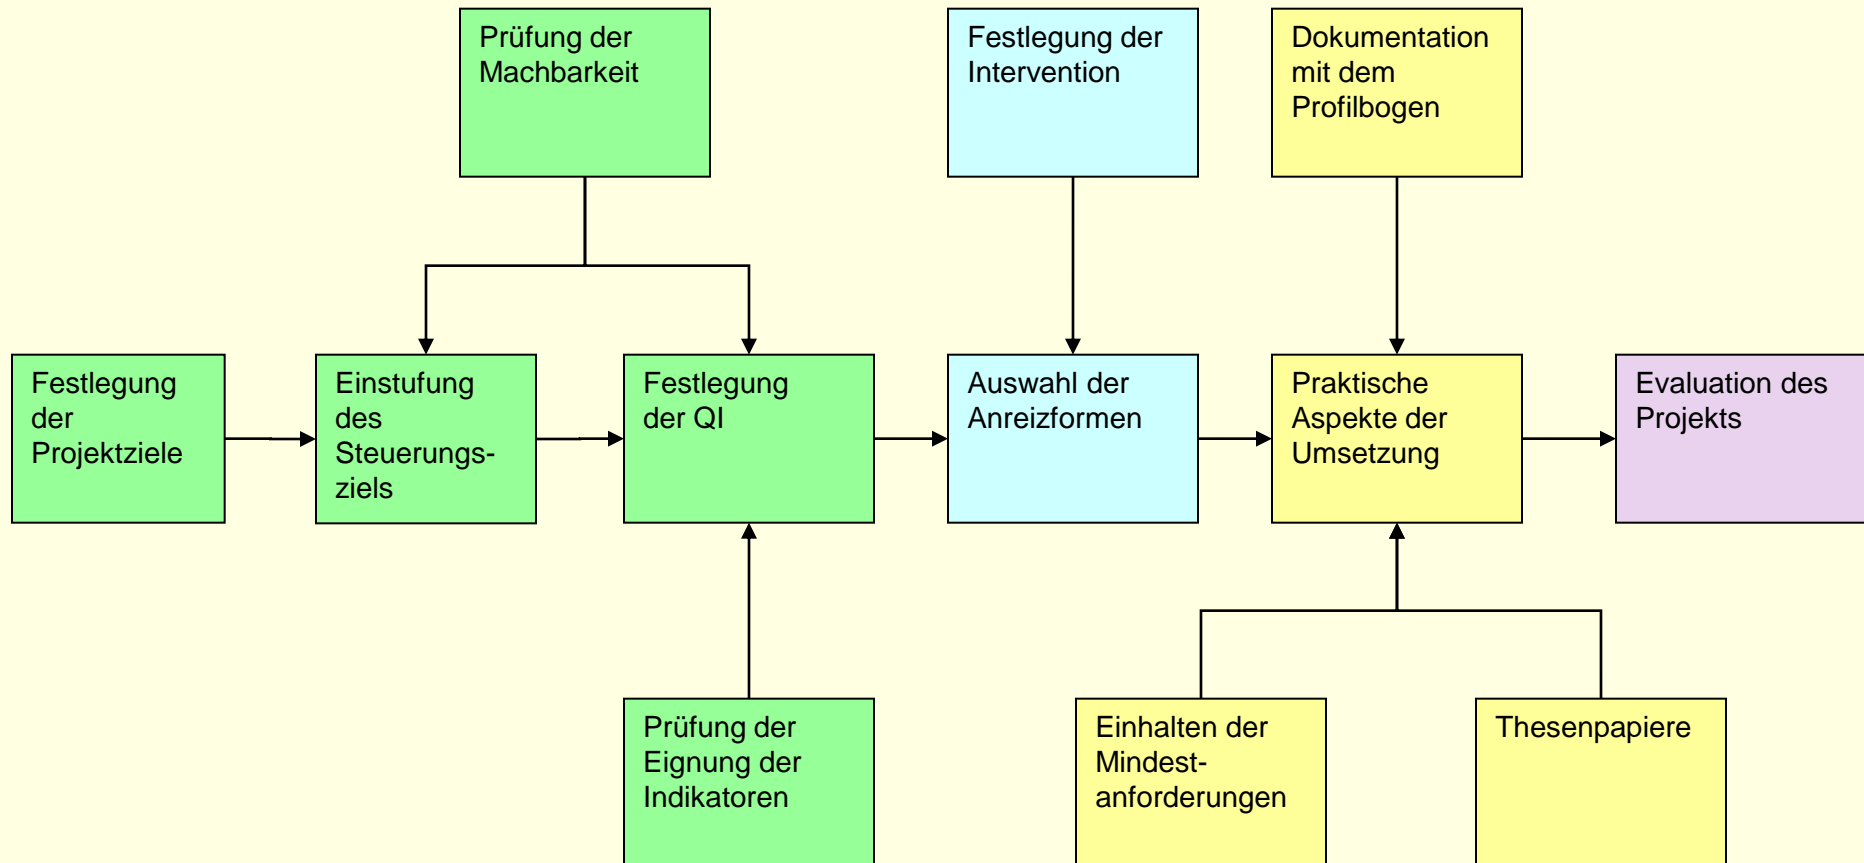 Prüfung der
Machbarkeit
Festlegung der
Intervention
Dokumentation
mit dem
Profilbogen
Festlegung
der
Projektziele
Einstufung
des
Steuerungs-
ziels
Festlegung
der QI
Auswahl der
Anreizformen
Praktische
Aspekte der
Umsetzung
Evaluation des
Projekts
Prüfung der
Eignung der
Indikatoren
Einhalten der
Mindest-
anforderungen
Thesenpapiere